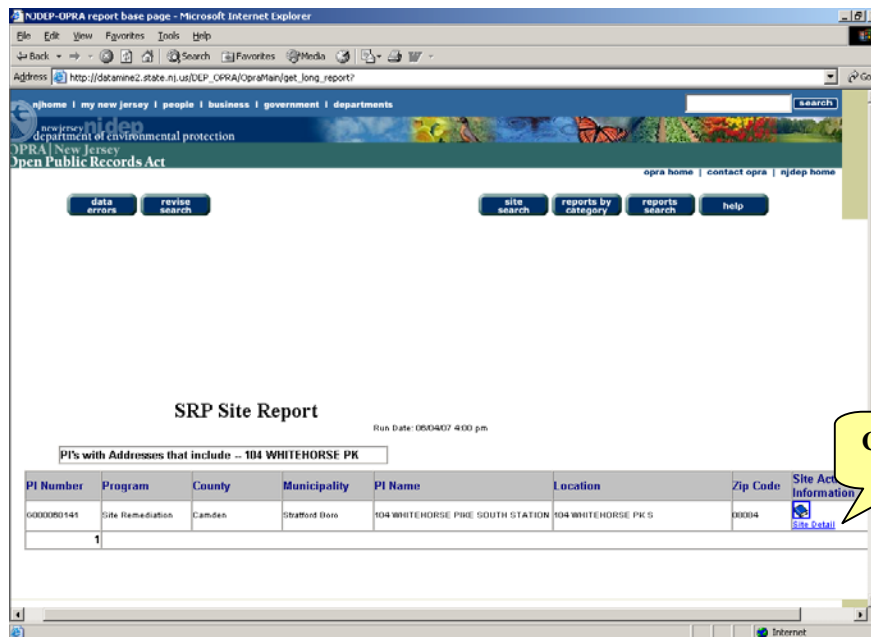 NJDEP-OPRA report base page - Microsoft Internet Explorer
File Edit View Favorites Tools Help
Back Search Favorites Media
Address http://datamine2.state.nj.us/DEP_OPRA/OpraMain/get_long_report? Go
njhome | my new jersey | people | business | government | departments search
new jersey njdep
department of environmental protection
OPRA | New Jersey
Open Public Records Act
opra home | contact opra | njdep home
data errors revise search site search reports by category reports search help
SRP Site Report
Run Date: 06/04/07 4:00 pm
PI's with Addresses that include -- 104 WHITEHORSE PK
PI Number Program County Municipality PI Name Location Zip Code Site Act
Information
G000060141 Site Remediation Camden Stratford Boro 104 WHITEHORSE PIKE SOUTH STATION 104 WHITEHORSE PK S 08084
Site Detail
1
Internet